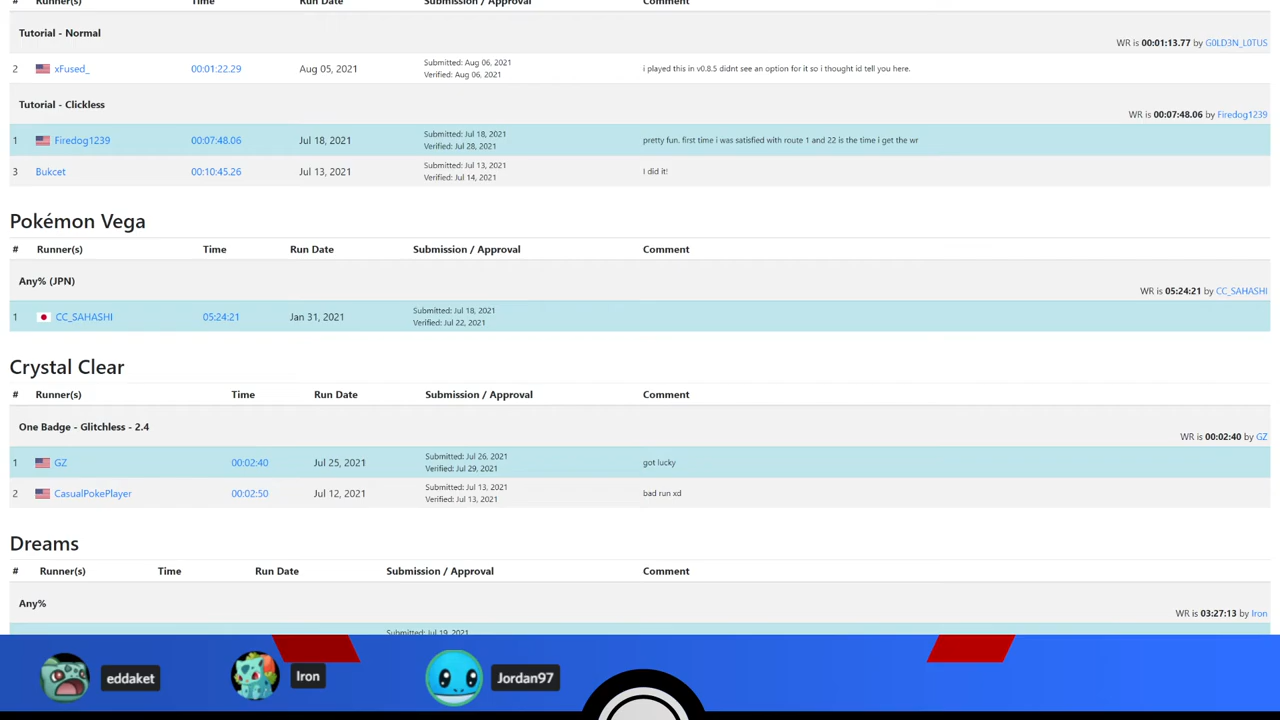 # Runner(s) Time Run Date Submission / Approval Comment
Tutorial - Normal
WR is 00:01:13.77 by G0LD3N_L0TUS
2 xFused_ 00:01:22.29 Aug 05, 2021 Submitted: Aug 06, 2021 Verified: Aug 06, 2021 i played this in v0.8.5 didnt see an option for it so i thought id tell you here.
Tutorial - Clickless
WR is 00:07:48.06 by Firedog1239
1 Firedog1239 00:07:48.06 Jul 18, 2021 Submitted: Jul 18, 2021 Verified: Jul 28, 2021 pretty fun. first time i was satisfied with route 1 and 22 is the time i get the wr
3 Bukcet 00:10:45.26 Jul 13, 2021 Submitted: Jul 13, 2021 Verified: Jul 14, 2021 I did it!
Pokémon Vega
# Runner(s) Time Run Date Submission / Approval Comment
Any% (JPN)
WR is 05:24:21 by CC_SAHASHI
1 CC_SAHASHI 05:24:21 Jan 31, 2021 Submitted: Jul 18, 2021 Verified: Jul 22, 2021
Crystal Clear
# Runner(s) Time Run Date Submission / Approval Comment
One Badge - Glitchless - 2.4
WR is 00:02:40 by GZ
1 GZ 00:02:40 Jul 25, 2021 Submitted: Jul 26, 2021 Verified: Jul 29, 2021 got lucky
2 CasualPokePlayer 00:02:50 Jul 12, 2021 Submitted: Jul 13, 2021 Verified: Jul 13, 2021 bad run xd
Dreams
# Runner(s) Time Run Date Submission / Approval Comment
Any%
WR is 03:27:13 by Iron
Submitted: Jul 19, 2021
eddaket Iron Jordan97